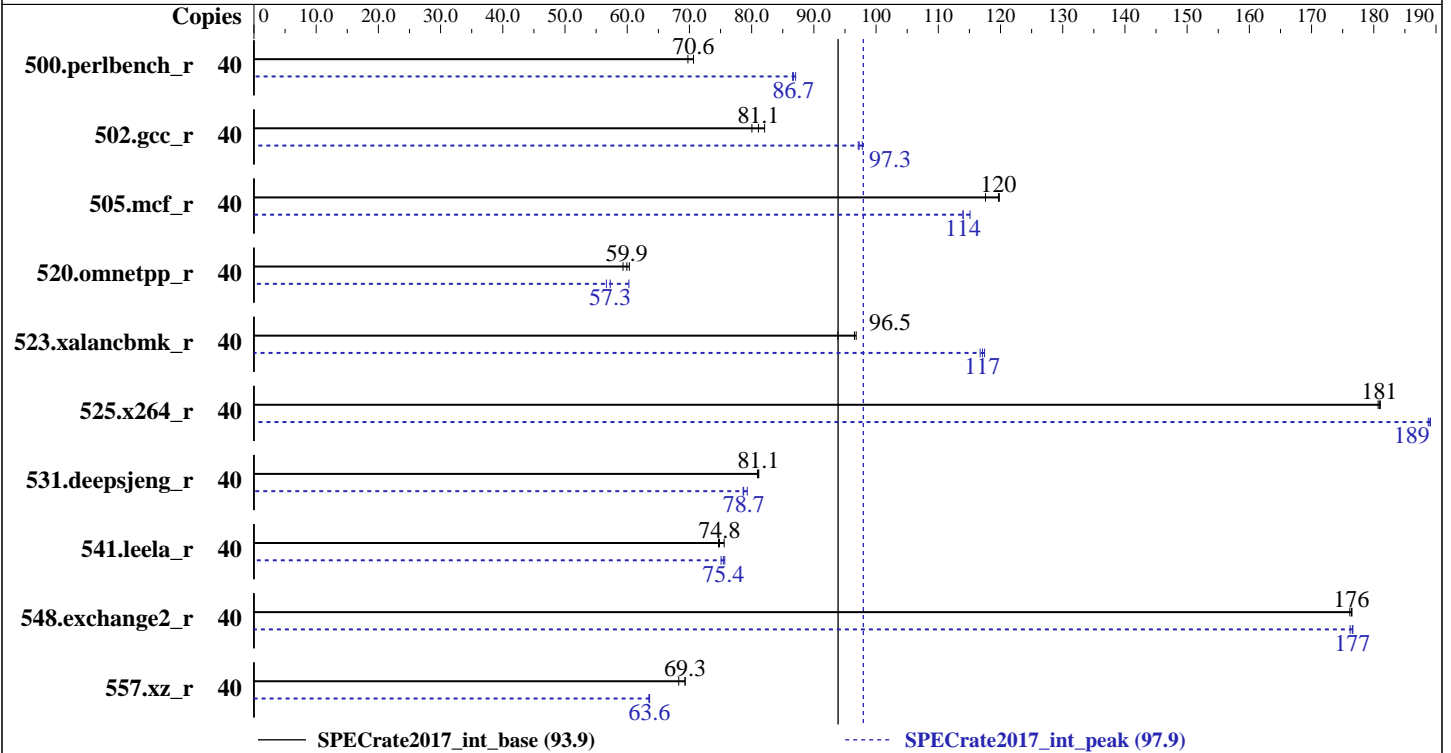 Copies 0 10.0 20.0 30.0 40.0 50.0 60.0 70.0 80.0 90.0 100 110 120 130 140 150 160 170 180 190
70.6
500.perlbench_r 40
86.7
81.1
502.gcc_r 40
97.3
120
505.mcf_r 40
114
59.9
520.omnetpp_r 40
57.3
96.5
523.xalancbmk_r 40
117
181
525.x264_r 40
189
81.1
531.deepsjeng_r 40
78.7
74.8
541.leela_r 40
75.4
176
548.exchange2_r 40
177
69.3
557.xz_r 40
63.6
SPECrate2017_int_base (93.9) SPECrate2017_int_peak (97.9)